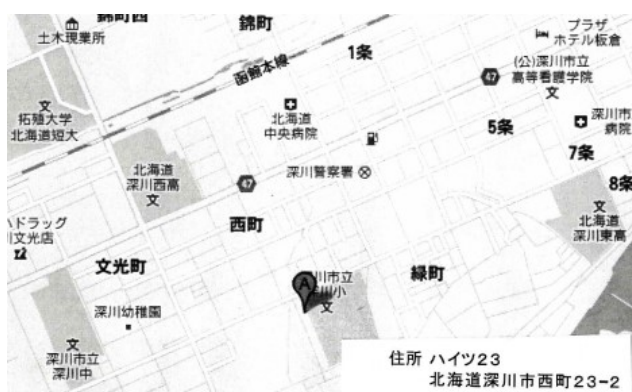 錦町西
土木現業所
錦町
プラザ
ホテル板倉
1条
函館本線
47
(公)深川市立
高等看護学院
文
文
拓殖大学
北海道短大
北海道
中央病院
深川市
病院
5条
7条
8条
北海道
深川西高
文
47
深川警察署
西町
文
北海道
深川東高
ハドラッグ
川文光店
文光町
緑町
A
川市立
川小
文
深川幼稚園
文
深川市立
深川中
住所 ハイツ23
北海道深川市西町23-2